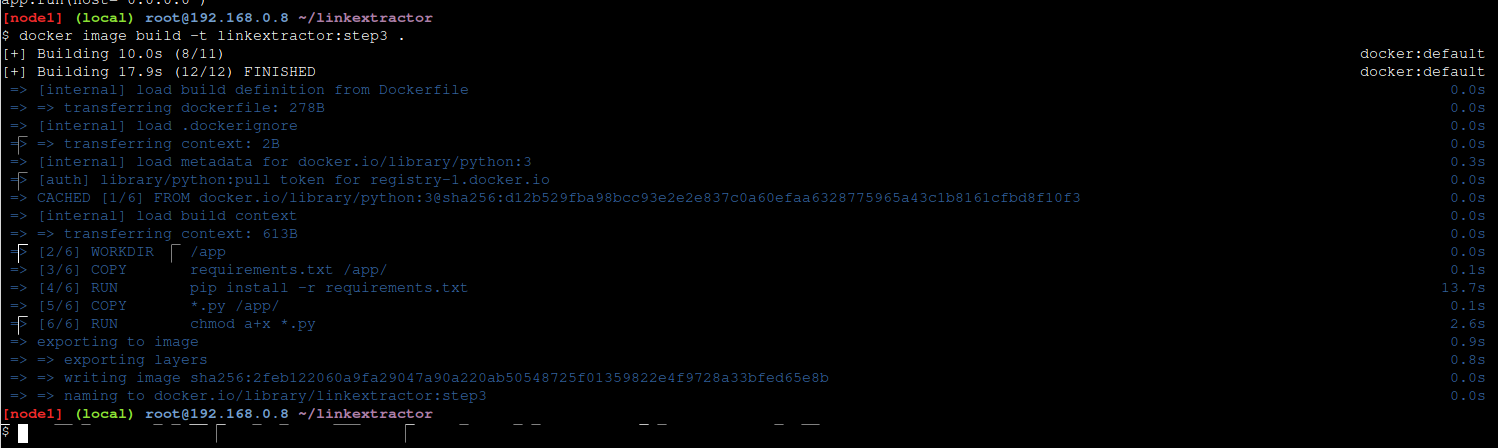 app.run(host="0.0.0.0")
[node1] (local) root@192.168.0.8 ~/linkextractor
$ docker image build -t linkextractor:step3 .
[+] Building 10.0s (8/11) docker:default
[+] Building 17.9s (12/12) FINISHED docker:default
=> [internal] load build definition from Dockerfile 0.0s
=> => transferring dockerfile: 278B 0.0s
=> [internal] load .dockerignore 0.0s
=> => transferring context: 2B 0.0s
=> [internal] load metadata for docker.io/library/python:3 0.3s
=> [auth] library/python:pull token for registry-1.docker.io 0.0s
=> CACHED [1/6] FROM docker.io/library/python:3@sha256:d12b529fba98bcc93e2e2e837c0a60efaa6328775965a43c1b8161cfbd8f10f3 0.0s
=> [internal] load build context 0.0s
=> => transferring context: 613B 0.0s
=> [2/6] WORKDIR /app 0.0s
=> [3/6] COPY requirements.txt /app/ 0.1s
=> [4/6] RUN pip install -r requirements.txt 13.7s
=> [5/6] COPY *.py /app/ 0.1s
=> [6/6] RUN chmod a+x *.py 2.6s
=> exporting to image 0.9s
=> => exporting layers 0.8s
=> => writing image sha256:2feb122060a9fa29047a90a220ab50548725f01359822e4f9728a33bfed65e8b 0.0s
=> => naming to docker.io/library/linkextractor:step3 0.0s
[node1] (local) root@192.168.0.8 ~/linkextractor
$